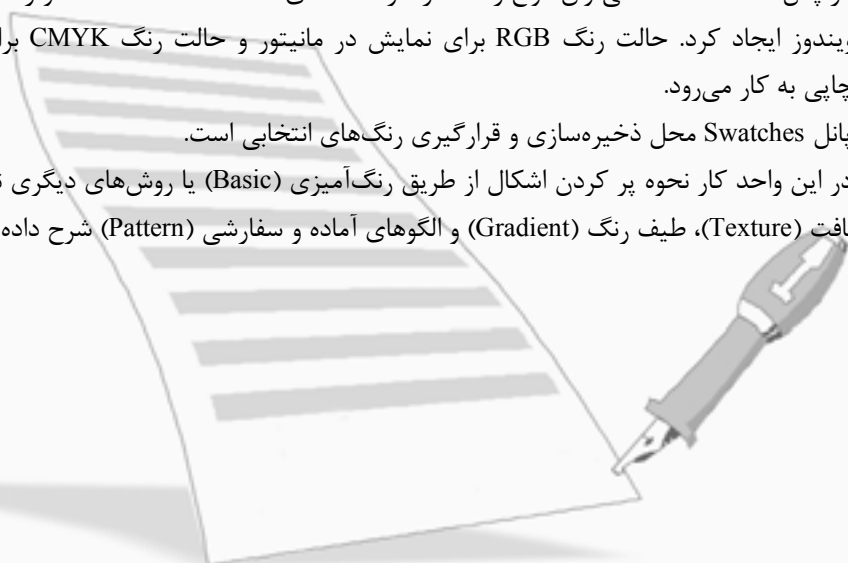 ویندوز ایجاد کرد. حالت رنگ RGB برای نمایش در مانیتور و حالت رنگ CMYK
چاپی به کار می‌رود.
پانل Swatches محل ذخیره‌سازی و قرارگیری رنگ‌های انتخابی است.
در این واحد کار نحوه پر کردن اشکال از طریق رنگ‌آمیزی (Basic) یا روش‌های دیگری
(Texture)، طیف رنگ (Gradient) و الگوهای آماده و سفارشی (Pattern) شرح داده